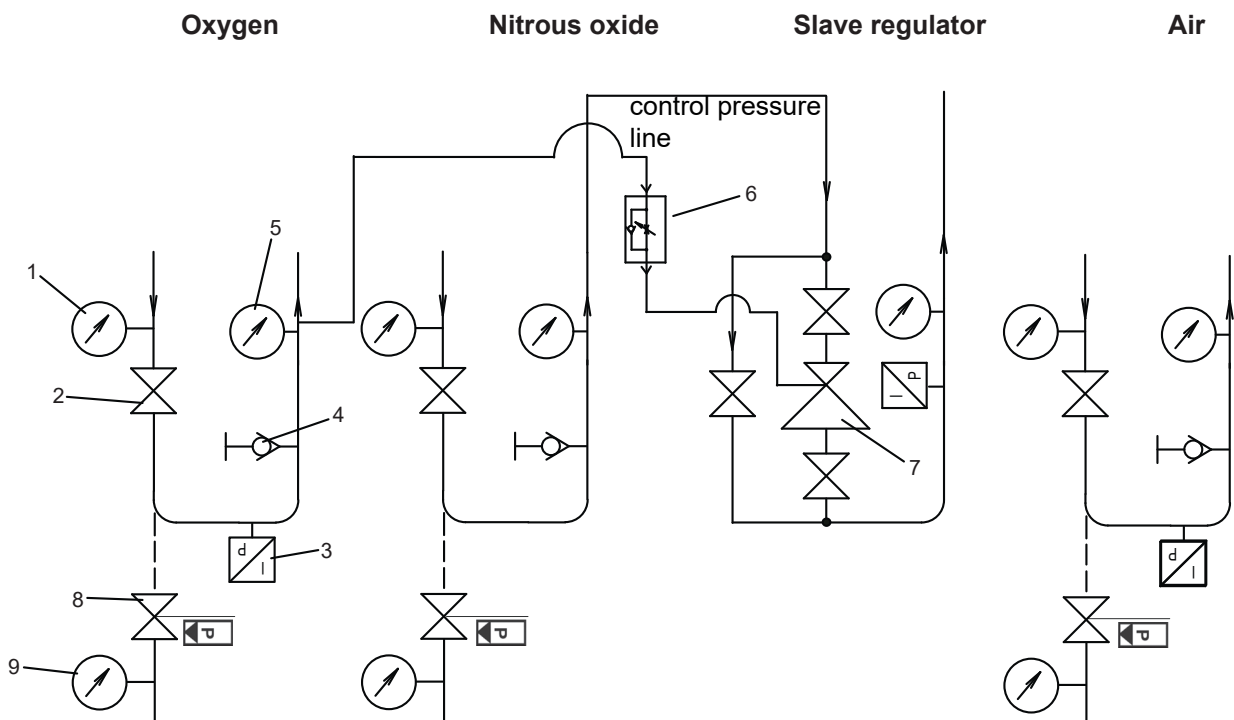 Oxygen
Nitrous oxide
Slave regulator
Air
control pressure
line
6
5
1
2
4
7
3
P
I
P
I
P
I
8
P
P
P
9